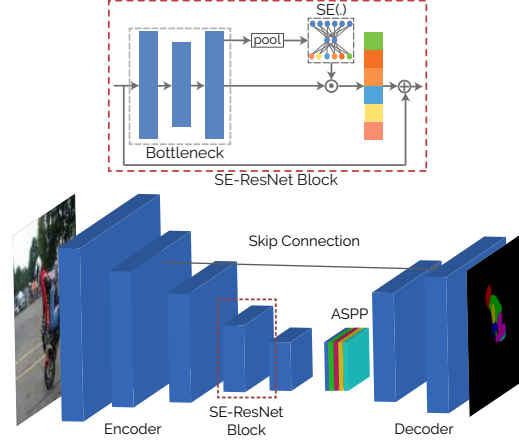 SE(.)
pool
Bottleneck
SE-ResNet Block
Skip Connection
ASPP
SE-ResNet
Block
Encoder
Decoder